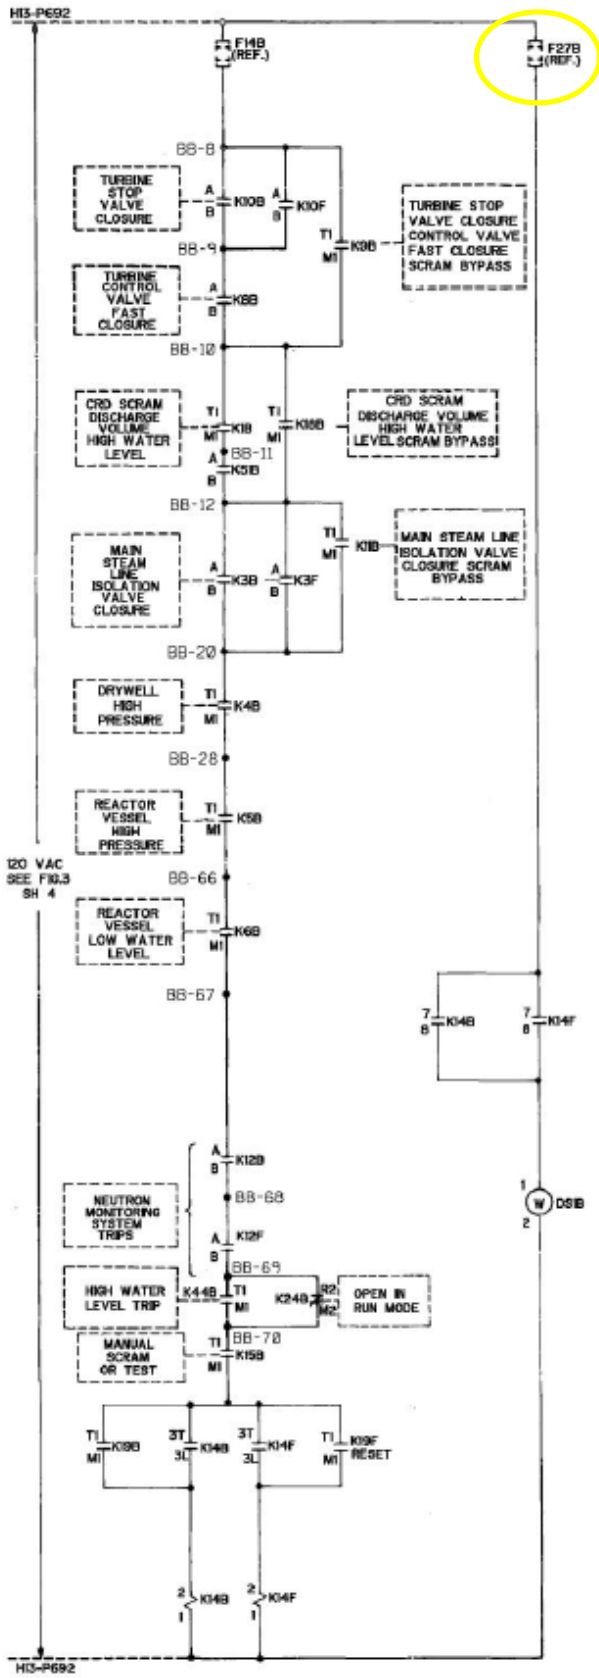 H13-P692
F14B
(REF.)
F27B
(REF.)
BB-8
TURBINE
STOP
VALVE
CLOSURE
A
B
K10B
A
B
K10F
T1
M1
K9B
TURBINE STOP
VALVE CLOSURE
CONTROL VALVE
FAST CLOSURE
SCRAM BYPASS
BB-9
TURBINE
CONTROL
VALVE
FAST
CLOSURE
A
B
K8B
BB-10
CRD SCRAM
DISCHARGE
VOLUME
HIGH WATER
LEVEL
T1
M1
K1B
T1
M1
K18B
CRD SCRAM
DISCHARGE VOLUME
HIGH WATER
LEVEL SCRAM BYPASS
BB-11
A
B
K51B
BB-12
MAIN
STEAM
LINE
ISOLATION
VALVE
CLOSURE
A
B
K3B
A
B
K3F
T1
M1
K11B
MAIN STEAM LINE
ISOLATION VALVE
CLOSURE SCRAM
BYPASS
BB-20
DRYWELL
HIGH
PRESSURE
T1
M1
K4B
BB-28
REACTOR
VESSEL
HIGH
PRESSURE
T1
M1
K5B
120 VAC
SEE FIG.3
SH 4
BB-66
REACTOR
VESSEL
LOW WATER
LEVEL
T1
M1
K6B
BB-67
7
8
K14B
7
8
K14F
NEUTRON
MONITORING
SYSTEM
TRIPS
A
B
K12B
BB-68
A
B
K12F
1
W
DS1B
2
BB-69
HIGH WATER
LEVEL TRIP
K44B
T1
M1
K24B
R2
M2
OPEN IN
RUN MODE
BB-70
MANUAL
SCRAM
OR TEST
T1
M1
K15B
T1
M1
K19B
3T
3L
K14B
3T
3L
K14F
T1
M1
K19F
RESET
2
1
K14B
2
1
K14F
H13-P692